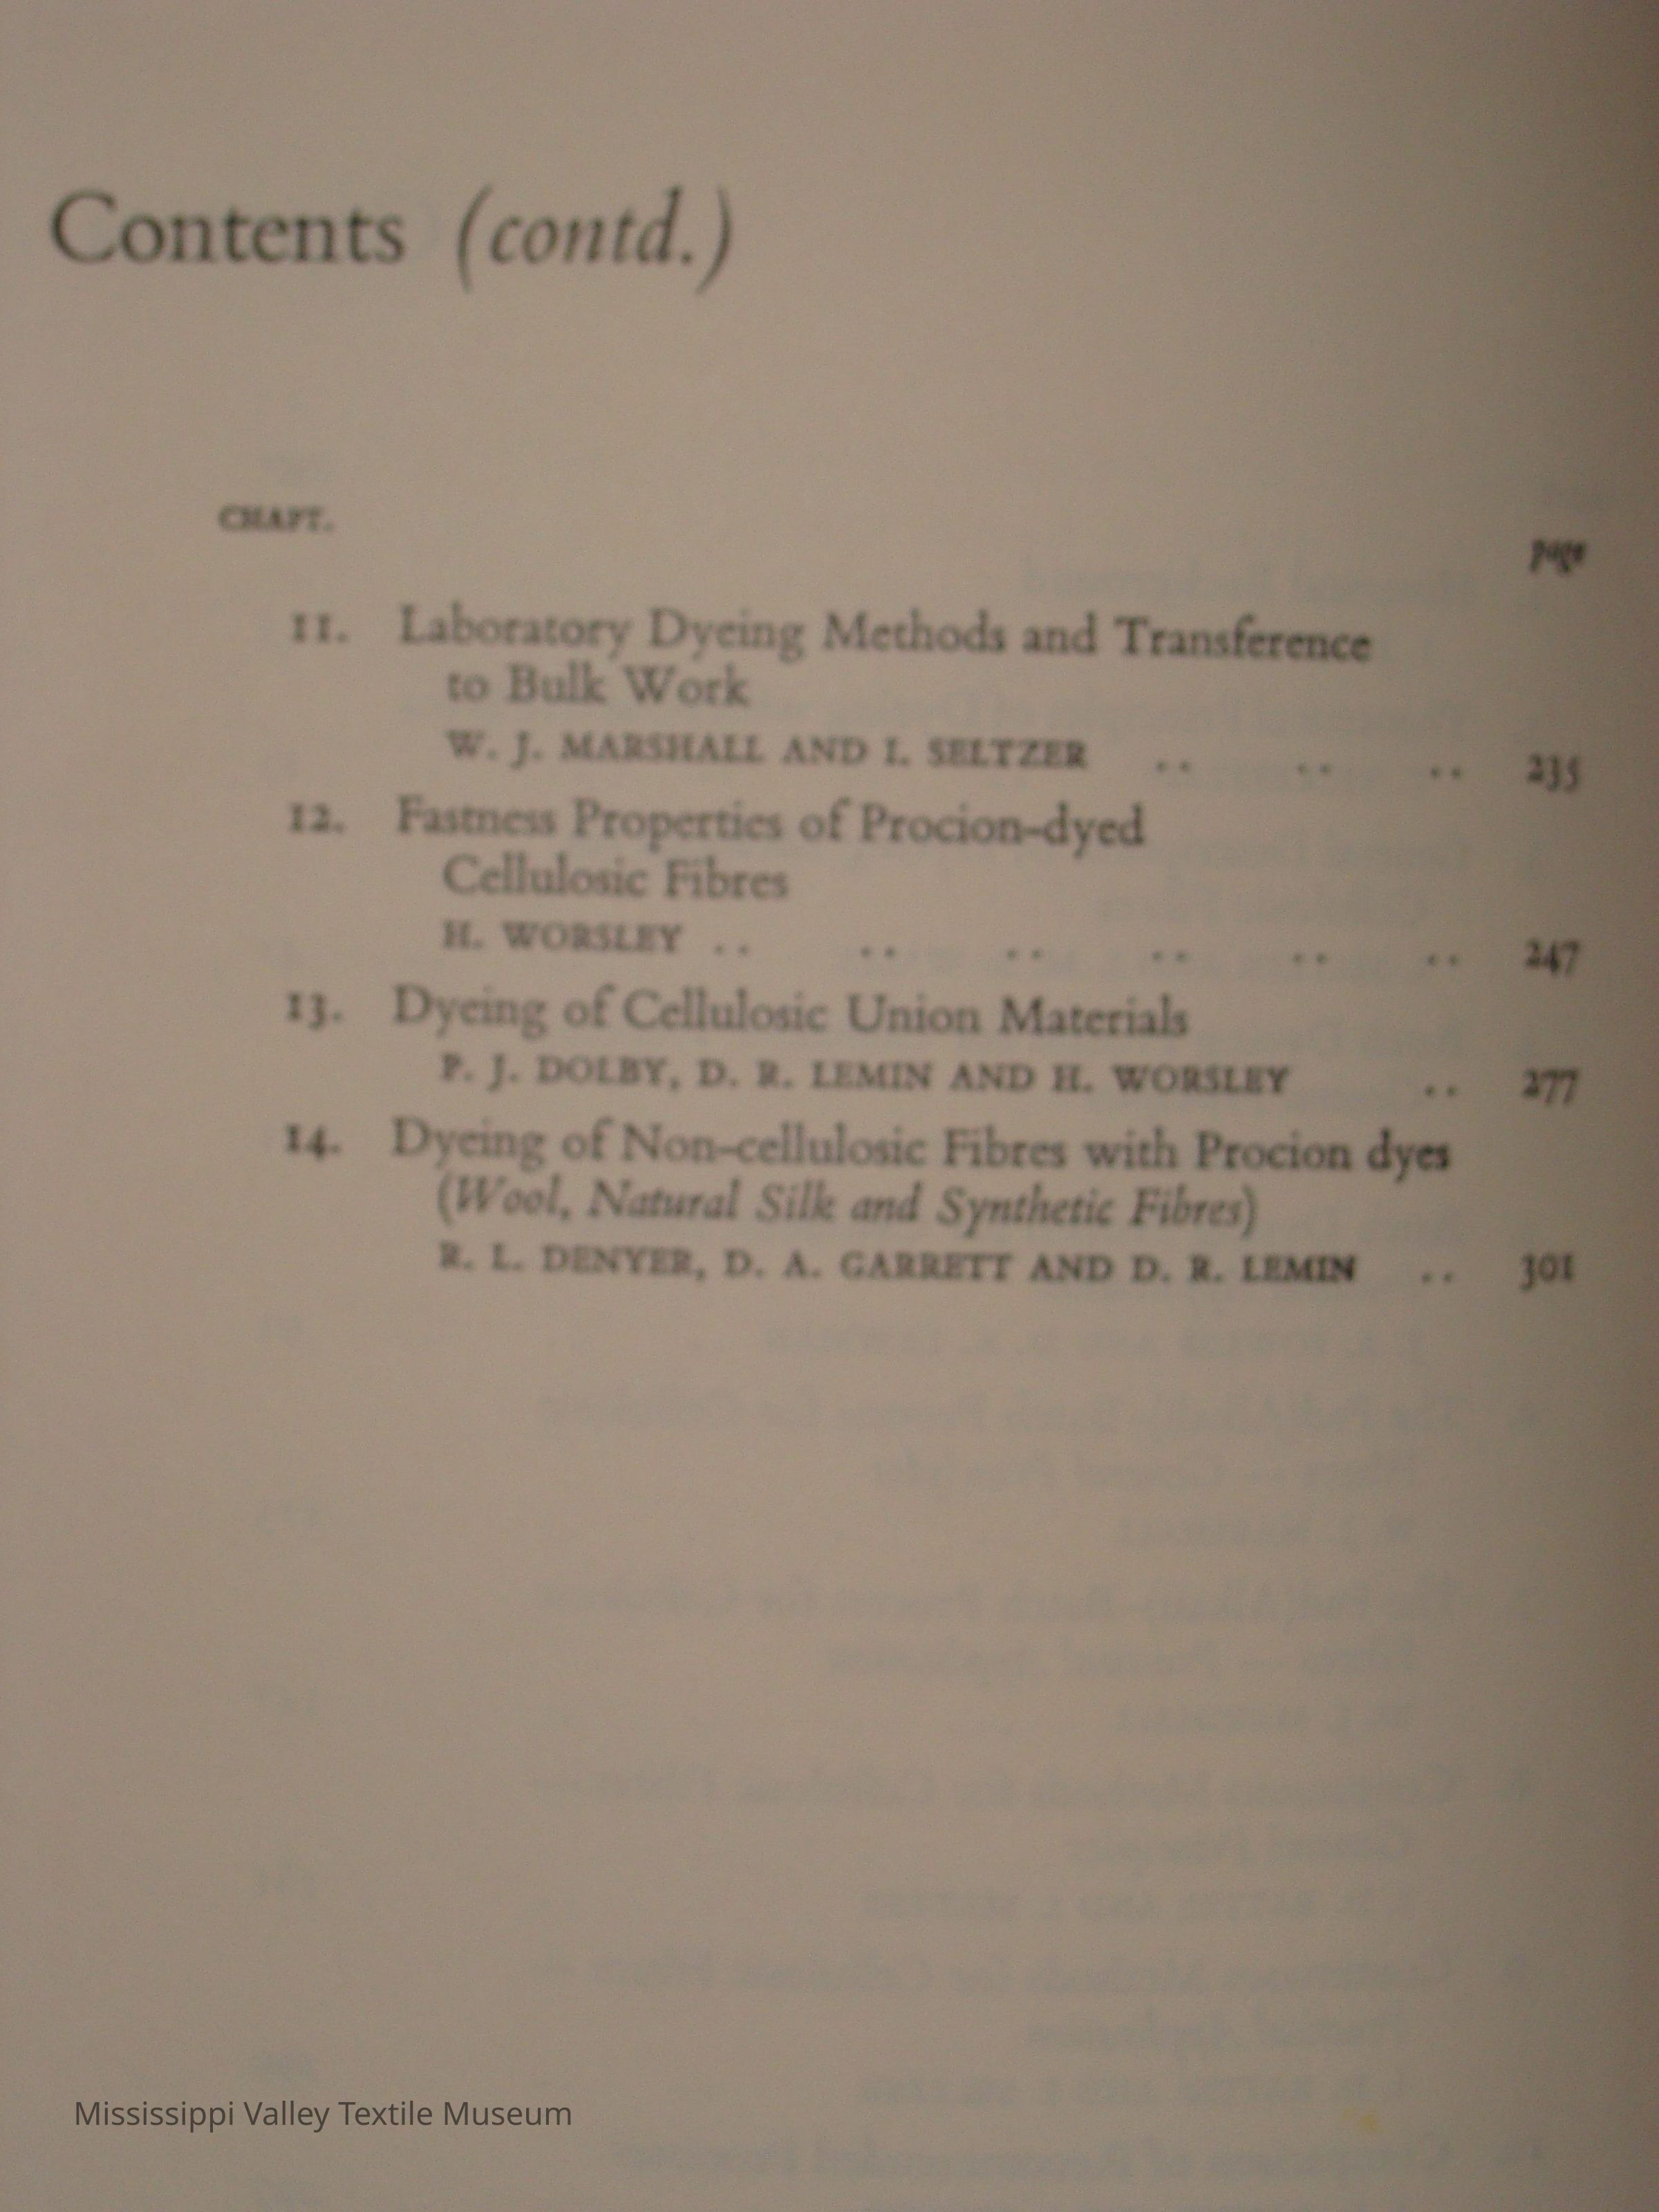 Contents (contd.)
CHAPT.
page
11. Laboratory Dyeing Methods and Transference
to Bulk Work
W. J. MARSHALL AND I. SELTZER .. .. .. 235
12. Fastness Properties of Procion-dyed
Cellulosic Fibres
H. WORSLEY .. .. .. .. .. .. 247
13. Dyeing of Cellulosic Union Materials
P. J. DOLBY, D. R. LEMIN AND H. WORSLEY .. 277
14. Dyeing of Non-cellulosic Fibres with Procion dyes
(Wool, Natural Silk and Synthetic Fibres)
R. L. DENYER, D. A. GARRETT AND D. R. LEMIN .. 301
Mississippi Valley Textile Museum